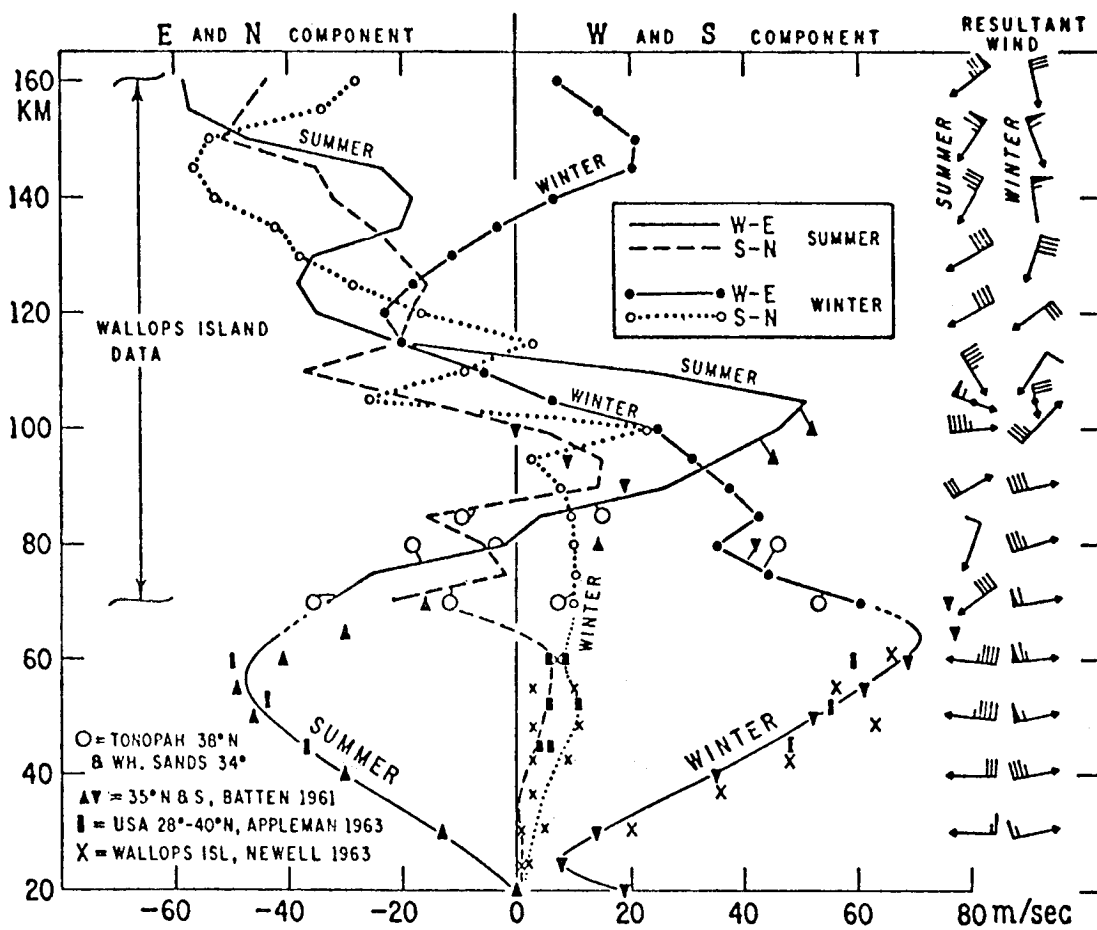 E AND N COMPONENT
W AND S COMPONENT
RESULTANT
WIND
160
KM
140
120
100
80
60
40
20
SUMMER
WINTER
SUMMER
WINTER
W-E
S-N
SUMMER
W-E
S-N
WINTER
WALLOPS ISLAND
DATA
SUMMER
WINTER
WINTER
SUMMER
WINTER
O = TONOPAH 38°N
& WH. SANDS 34°
▲▼ = 35°N & S, BATTEN 1961
▮ = USA 28°-40°N, APPLEMAN 1963
X = WALLOPS ISL, NEWELL 1963
-60 -40 -20 0 20 40 60 80 m/sec